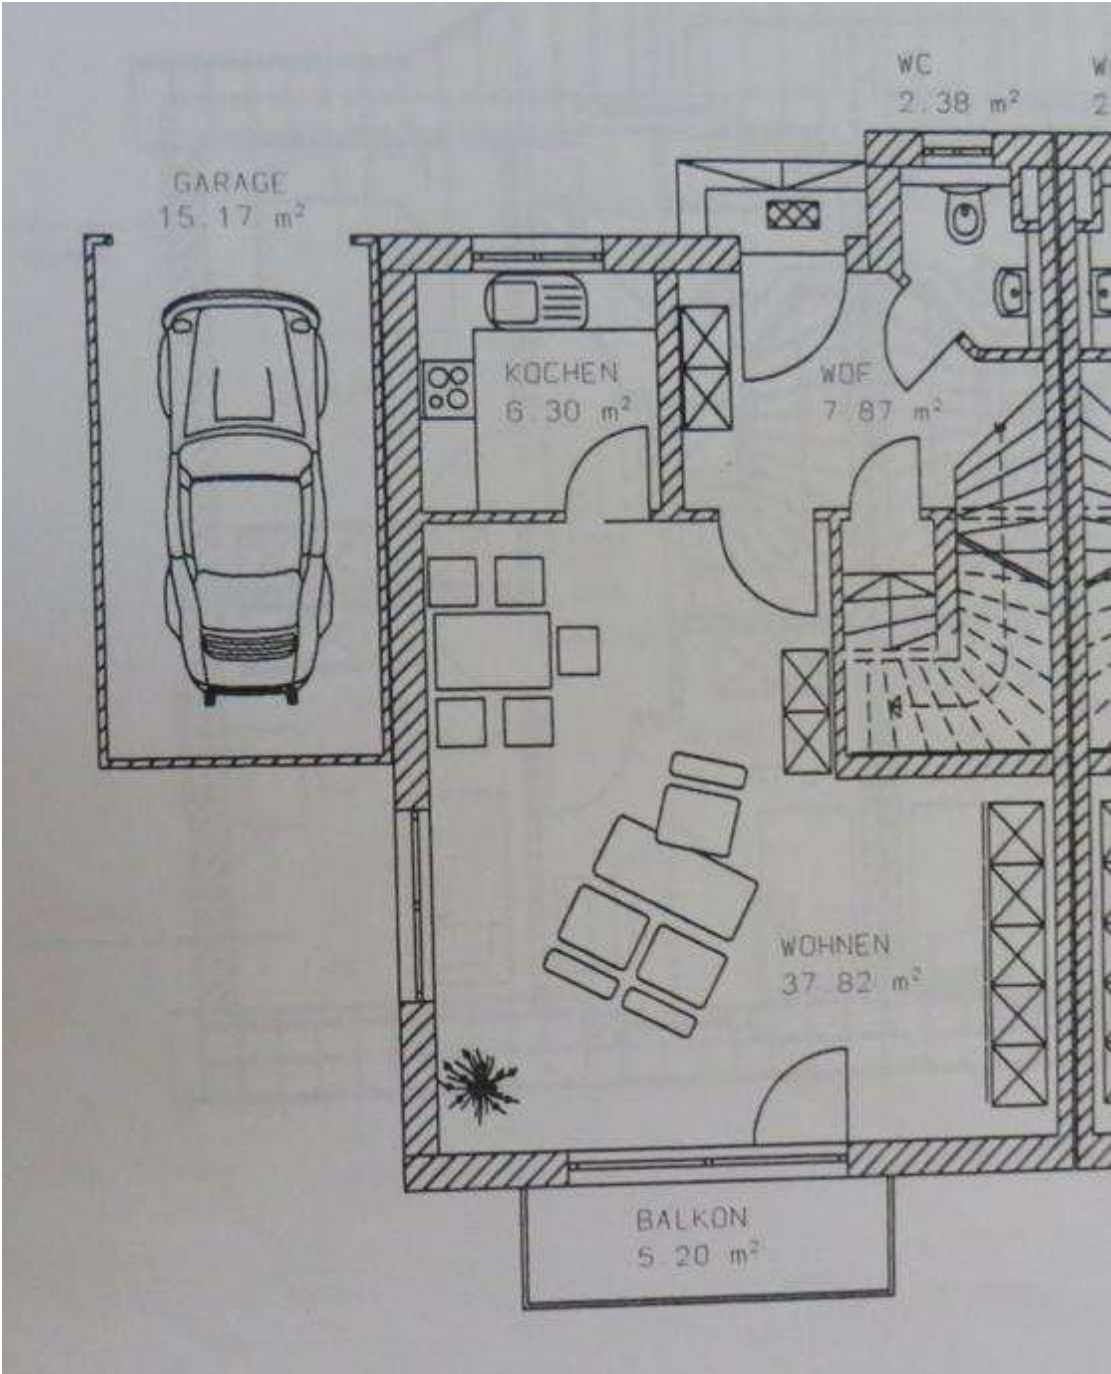 WC
2.38 m²
GARAGE
15.17 m²
KOCHEN
6.30 m²
WDF
7.87 m²
WOHNEN
37.82 m²
BALKON
5.20 m²